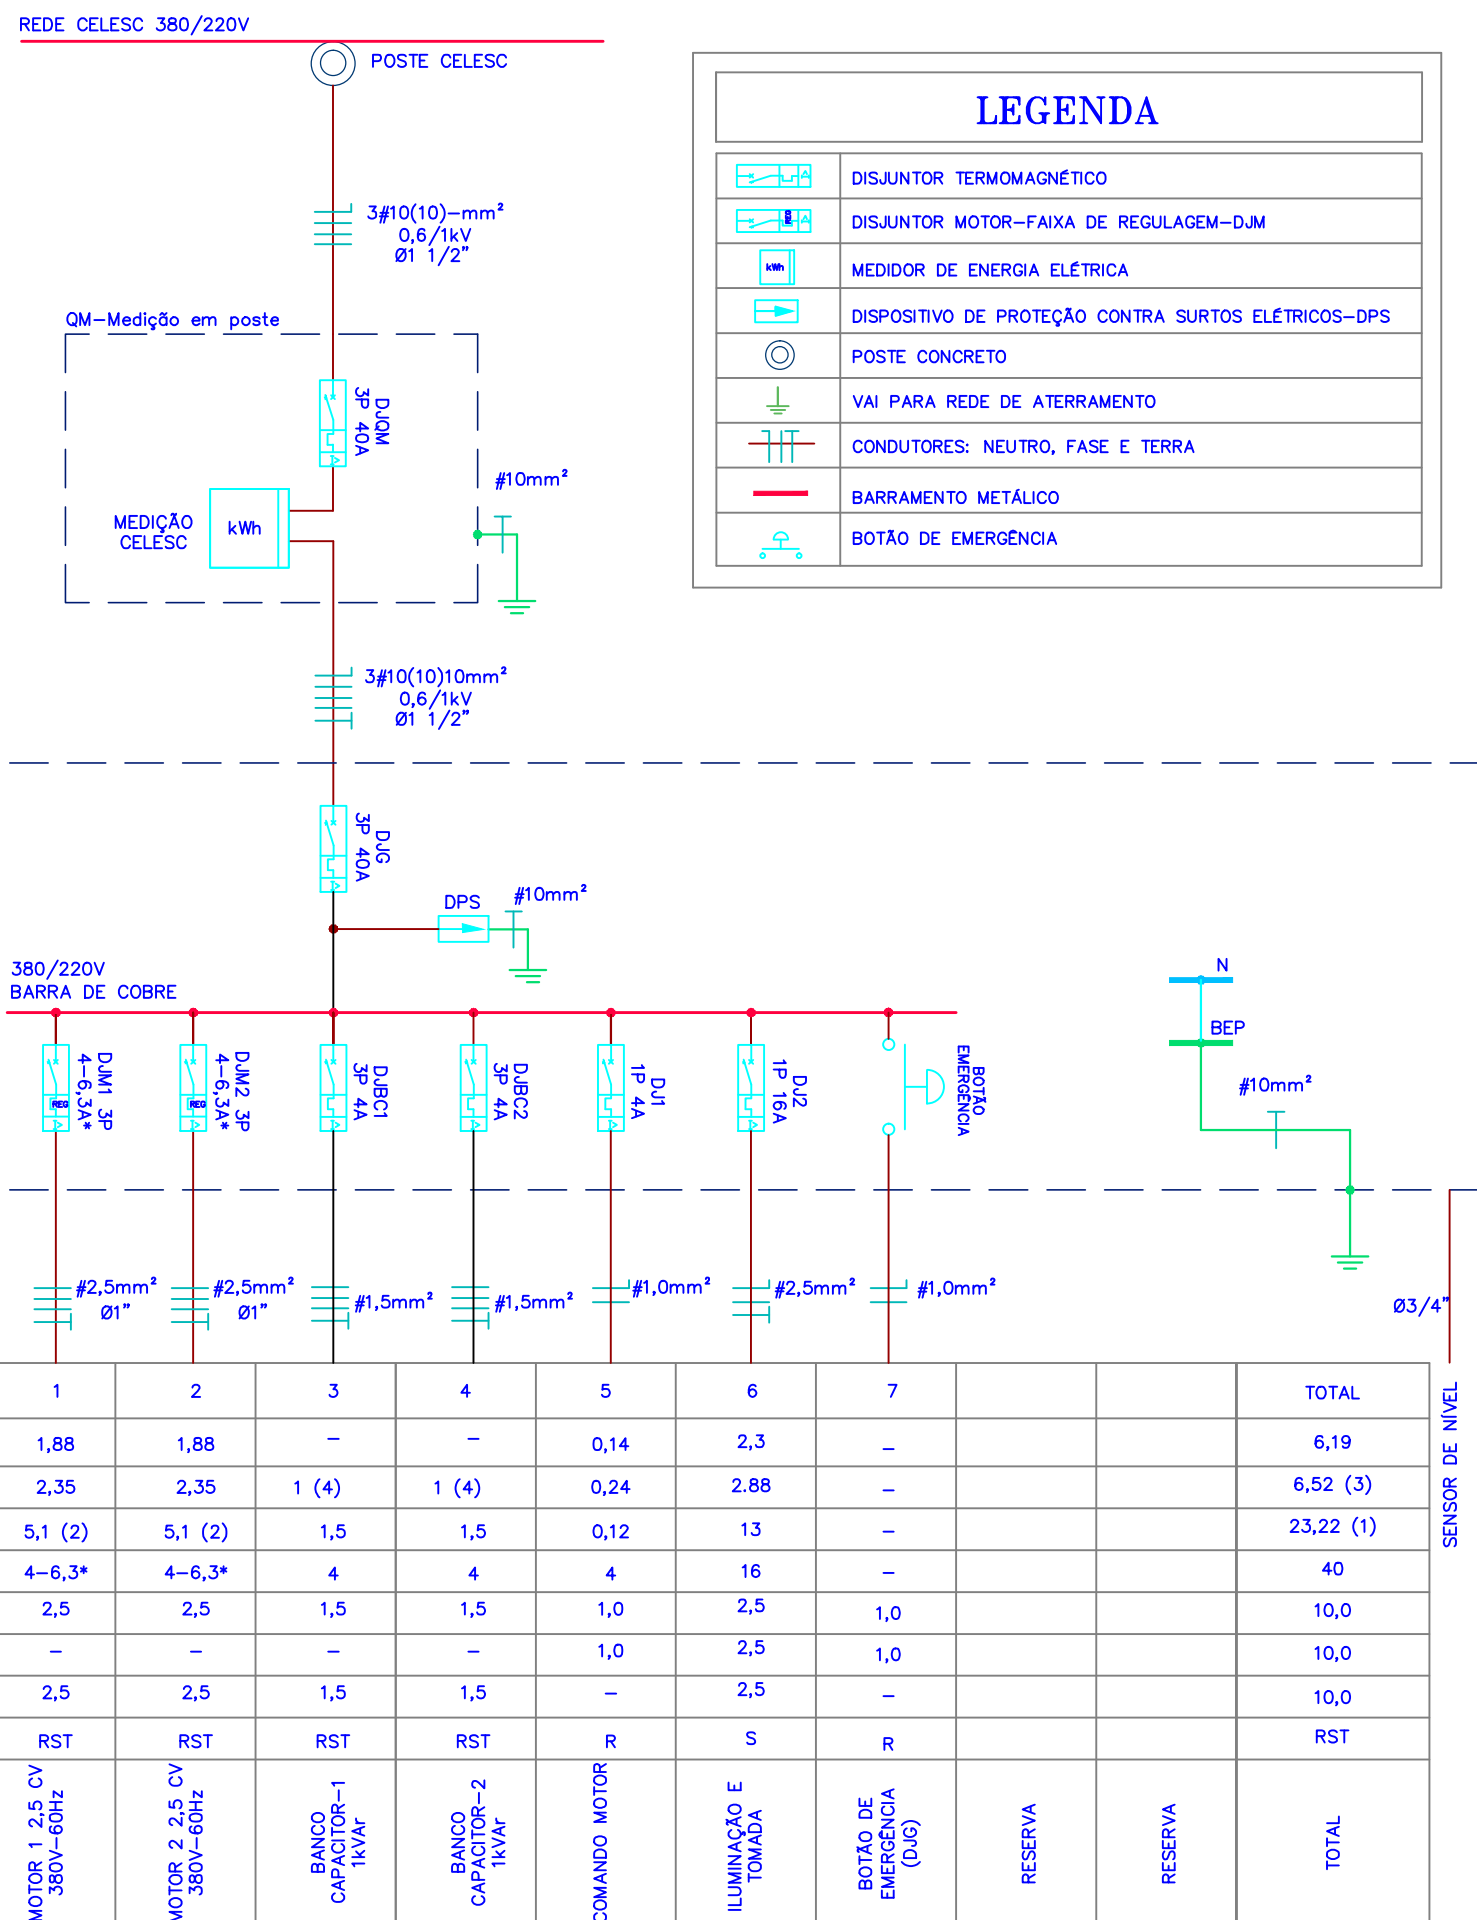 REDE CELESC 380/220V
POSTE CELESC
LEGENDA
DISJUNTOR TERMOMAGNÉTICO
REG
DISJUNTOR MOTOR-FAIXA DE REGULAGEM-DJM
kWh
MEDIDOR DE ENERGIA ELÉTRICA
DISPOSITIVO DE PROTEÇÃO CONTRA SURTOS ELÉTRICOS-DPS
POSTE CONCRETO
VAI PARA REDE DE ATERRAMENTO
CONDUTORES: NEUTRO, FASE E TERRA
BARRAMENTO METÁLICO
BOTÃO DE EMERGÊNCIA
3#10(10)-mm²
0,6/1kV
Ø1 1/2"
QM-Medição em poste
DJQM
3P 40A
#10mm²
MEDIÇÃO
CELESC
kWh
3#10(10)10mm²
0,6/1kV
Ø1 1/2"
DJG
3P 40A
DPS
#10mm²
380/220V
BARRA DE COBRE
N
BEP
#10mm²
DJM1 3P
4-6,3A*
REG
DJM2 3P
4-6,3A*
REG
DJBC1
3P 4A
DJBC2
3P 4A
DJ1
1P 4A
DJ2
1P 16A
BOTÃO
EMERGÊNCIA
#2,5mm²
Ø1"
#2,5mm²
Ø1"
#1,5mm²
#1,5mm²
#1,0mm²
#2,5mm²
#1,0mm²
Ø3/4"
SENSOR DE NÍVEL
1 2 3 4 5 6 7 TOTAL
1,88 1,88 - - 0,14 2,3 - 6,19
2,35 2,35 1 (4) 1 (4) 0,24 2.88 - 6,52 (3)
5,1 (2) 5,1 (2) 1,5 1,5 0,12 13 - 23,22 (1)
4-6,3* 4-6,3* 4 4 4 16 - 40
2,5 2,5 1,5 1,5 1,0 2,5 1,0 10,0
- - - - 1,0 2,5 1,0 10,0
2,5 2,5 1,5 1,5 - 2,5 - 10,0
RST RST RST RST R S R RST
MOTOR 1 2,5 CV
380V-60Hz
MOTOR 2 2,5 CV
380V-60Hz
BANCO
CAPACITOR-1
1kVAr
BANCO
CAPACITOR-2
1kVAr
COMANDO MOTOR
ILUMINAÇÃO E
TOMADA
BOTÃO DE
EMERGÊNCIA
(DJG)
RESERVA
RESERVA
TOTAL